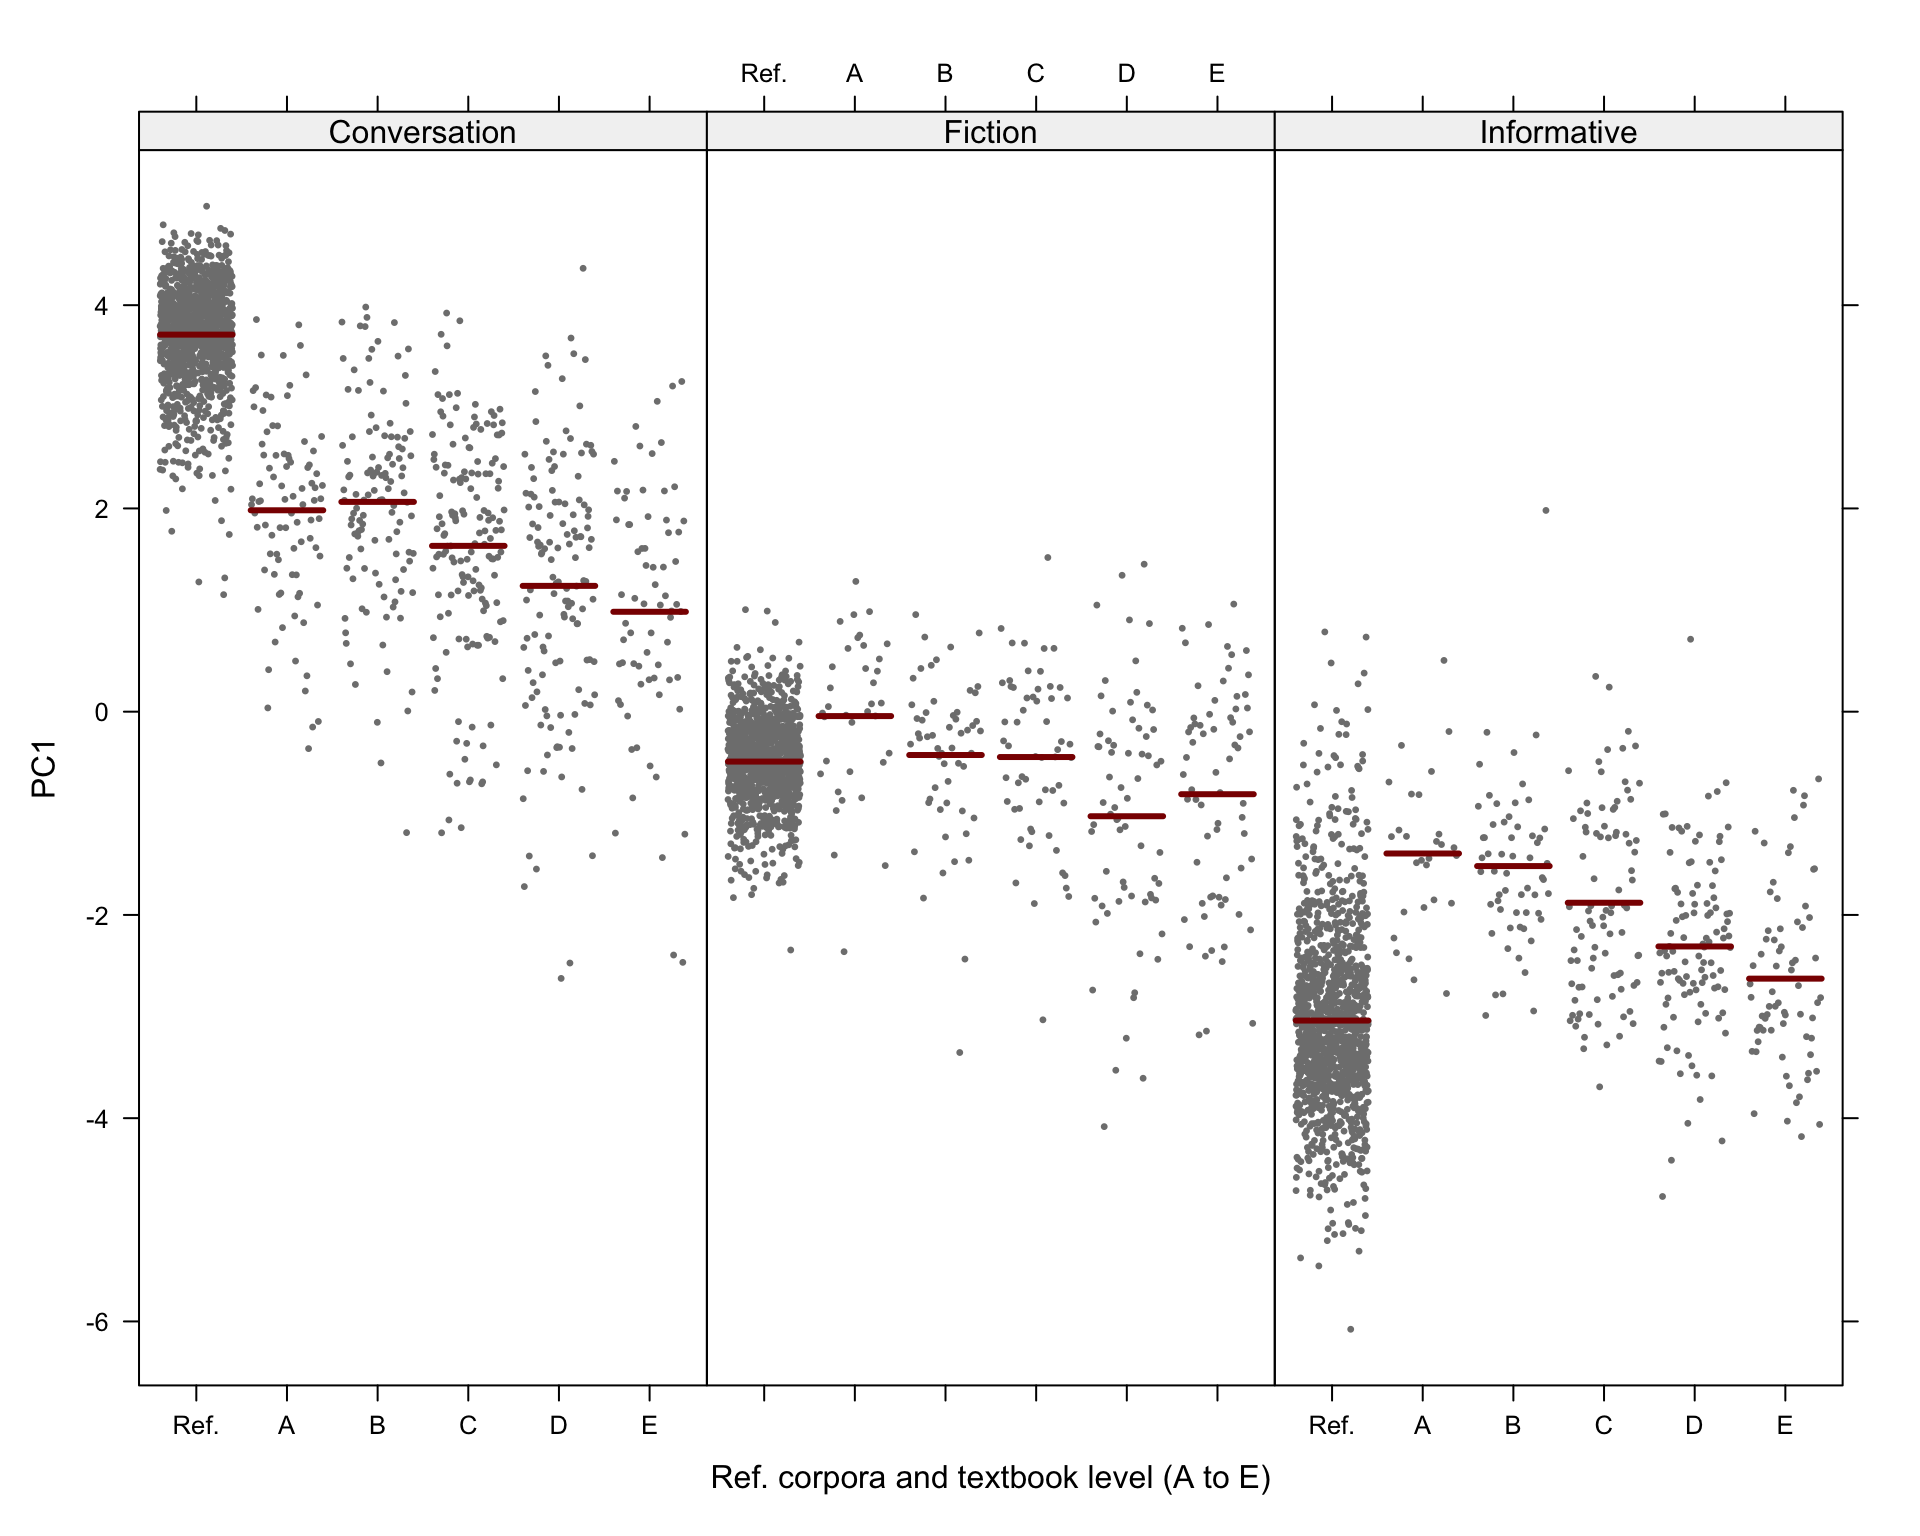 Ref. A B C D E
Conversation Fiction Informative
4
2
0
-2
-4
-6
PC1
Ref. A B C D E Ref. A B C D E
Ref. corpora and textbook level (A to E)